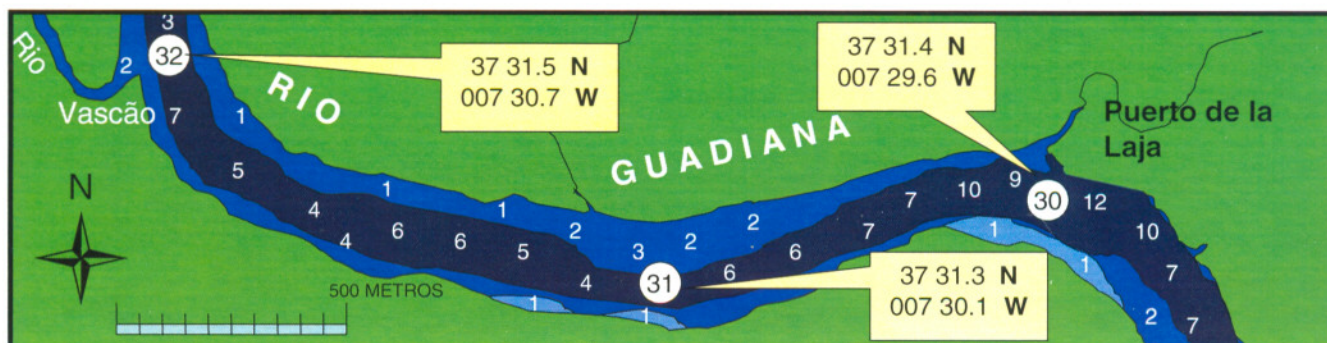 3
32
37 31.5 N
007 30.7 W
37 31.4 N
007 29.6 W
Rio
Vascão
2
7
1
RIO
GUADIANA
Puerto de la
Laja
9
30
12
10
7
5
1
1
2
2
2
3
7
10
1
4
4
6
6
5
4
31
6
6
7
1
10
7
2
7
N
500 METROS
1
1
37 31.3 N
007 30.1 W